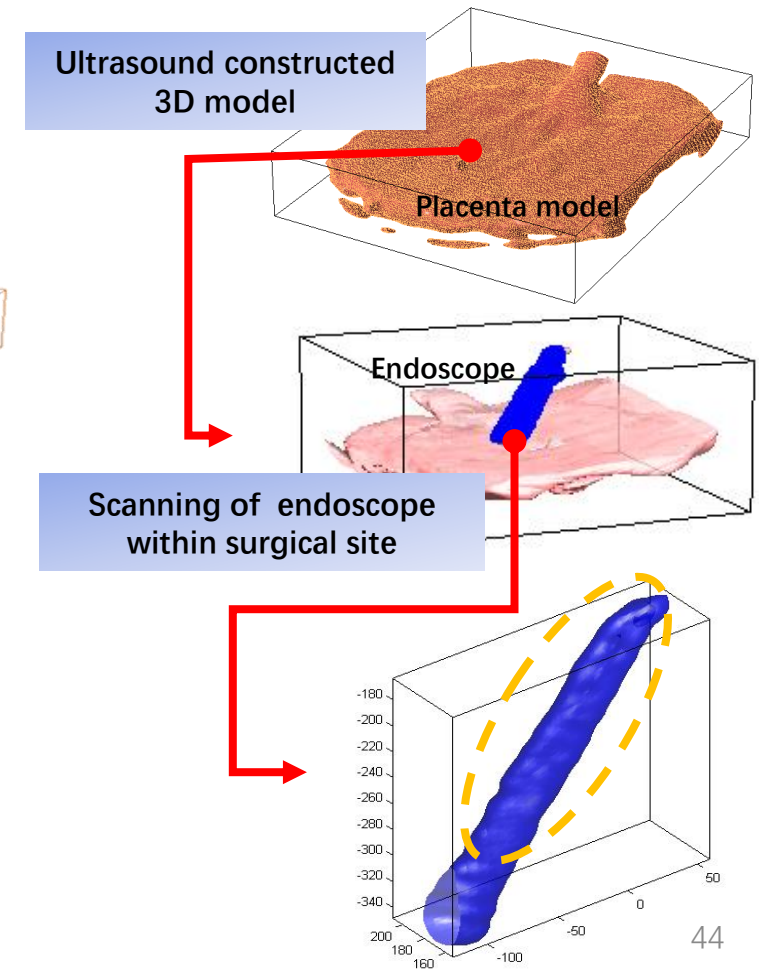 Ultrasound constructed
3D model
Placenta model
Endoscope
Scanning of endoscope
within surgical site
-180
-200
-220
-240
-260
-280
-300
-320
-340
200
180
160
-100
-50
0
50
44